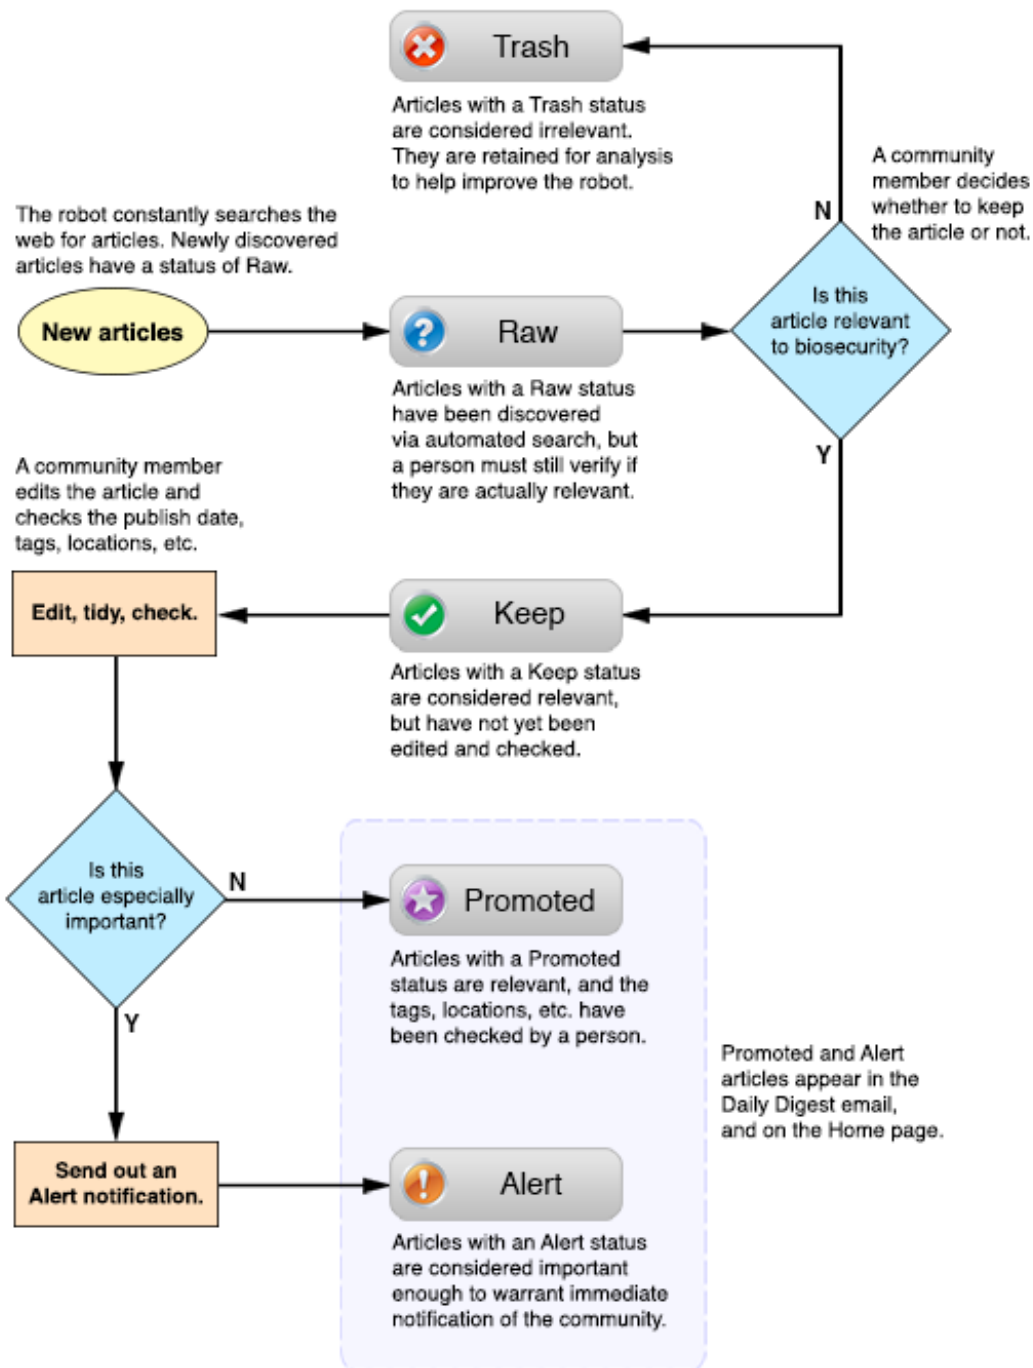 Trash
Articles with a Trash status
are considered irrelevant.
They are retained for analysis
to help improve the robot.
A community
member decides
whether to keep
the article or not.
The robot constantly searches the
web for articles. Newly discovered
articles have a status of Raw.
N
New articles
Raw
Is this
article relevant
to biosecurity?
Articles with a Raw status
have been discovered
via automated search, but
a person must still verify if
they are actually relevant.
Y
A community member
edits the article and
checks the publish date,
tags, locations, etc.
Edit, tidy, check.
Keep
Articles with a Keep status
are considered relevant,
but have not yet been
edited and checked.
Is this
article especially
important?
N
Promoted
Articles with a Promoted
status are relevant, and the
tags, locations, etc. have
been checked by a person.
Y
Promoted and Alert
articles appear in the
Daily Digest email,
and on the Home page.
Send out an
Alert notification.
Alert
Articles with an Alert status
are considered important
enough to warrant immediate
notification of the community.